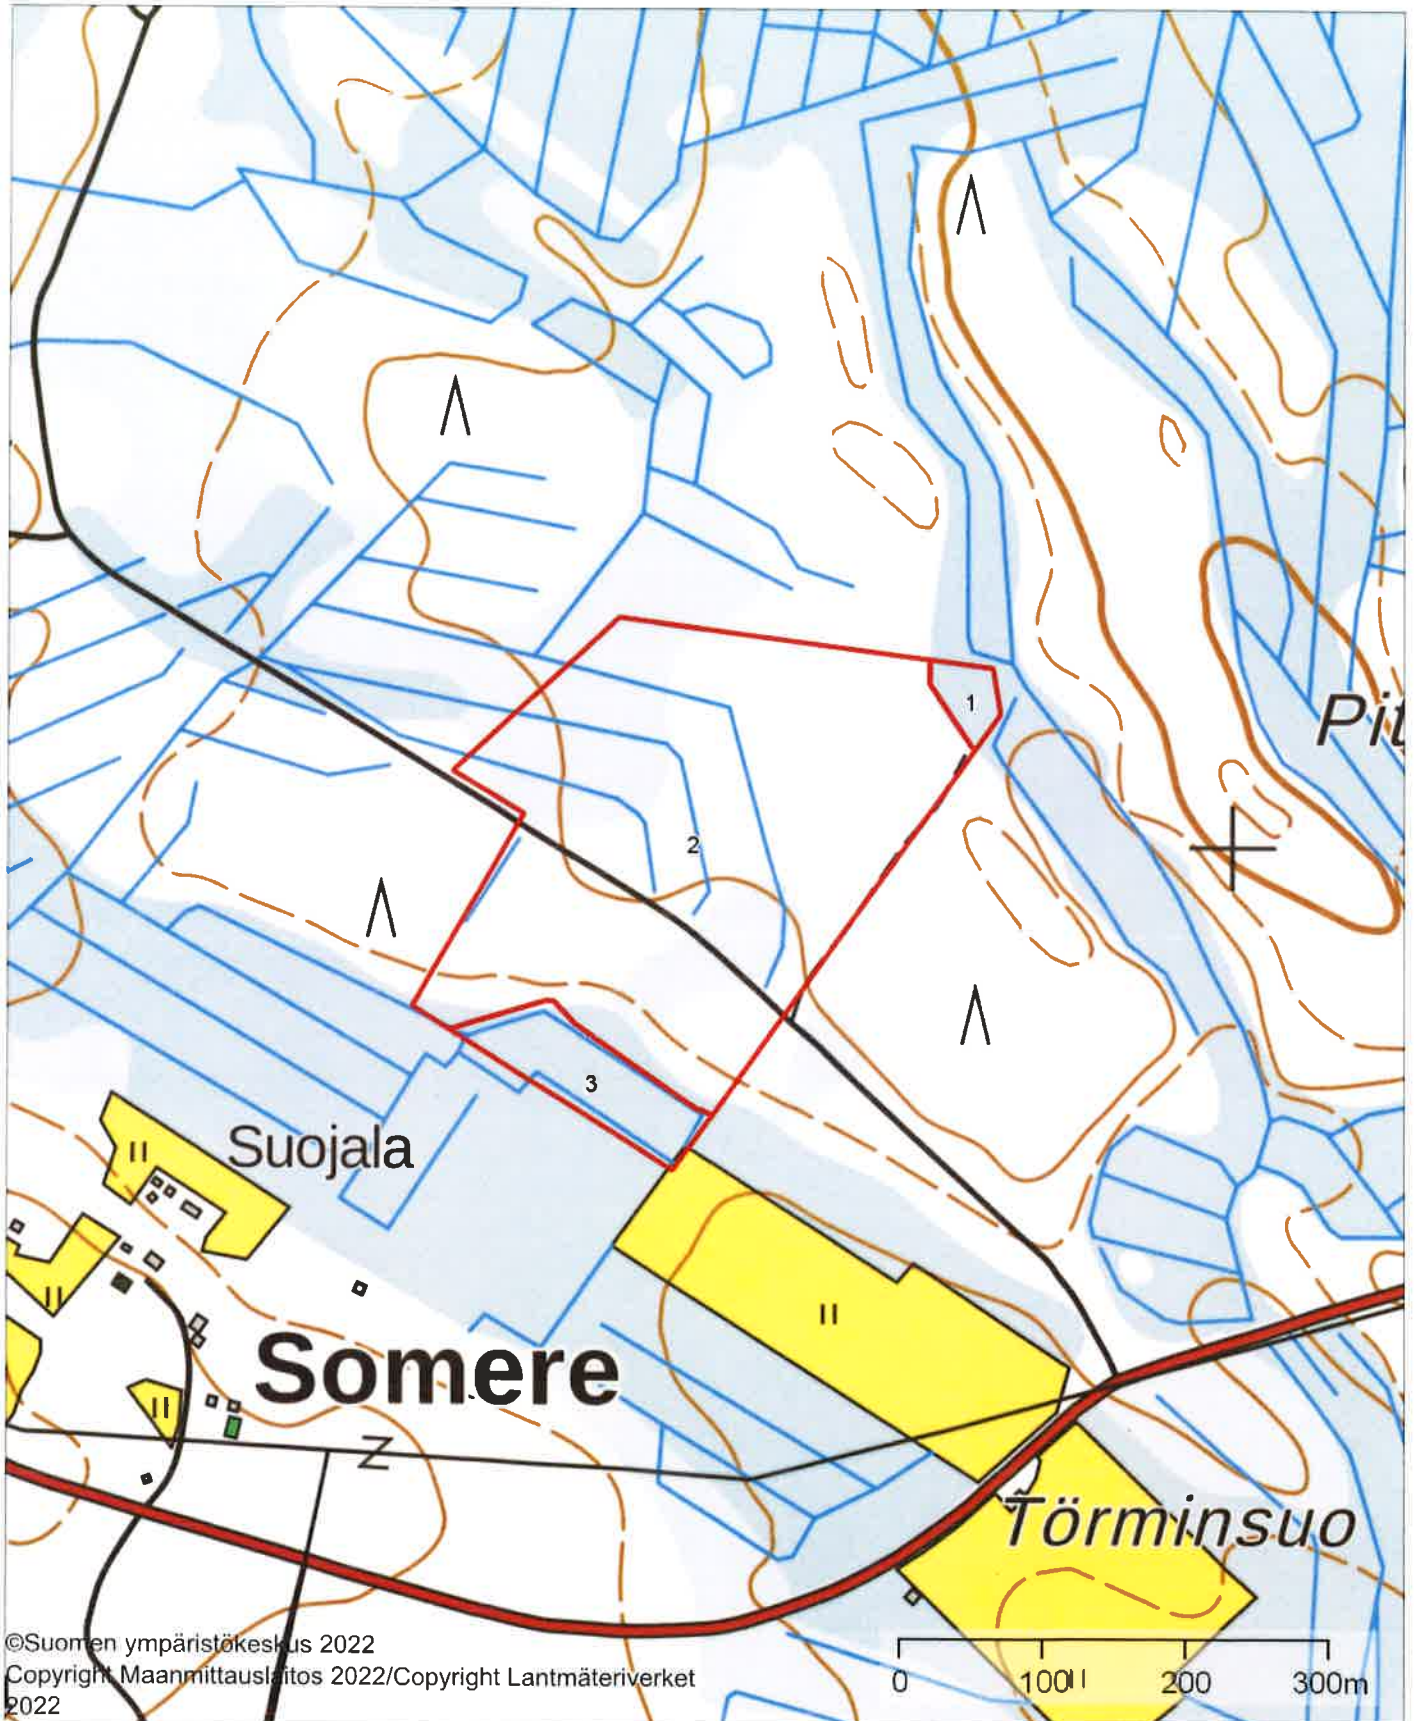 1
Pit
2
3
Suojala
Somere
Z
Törminsuo
©Suomen ympäristökeskus 2022
Copyright Maanmittauslaitos 2022/Copyright Lantmäteriverket
2022
0 100 200 300m